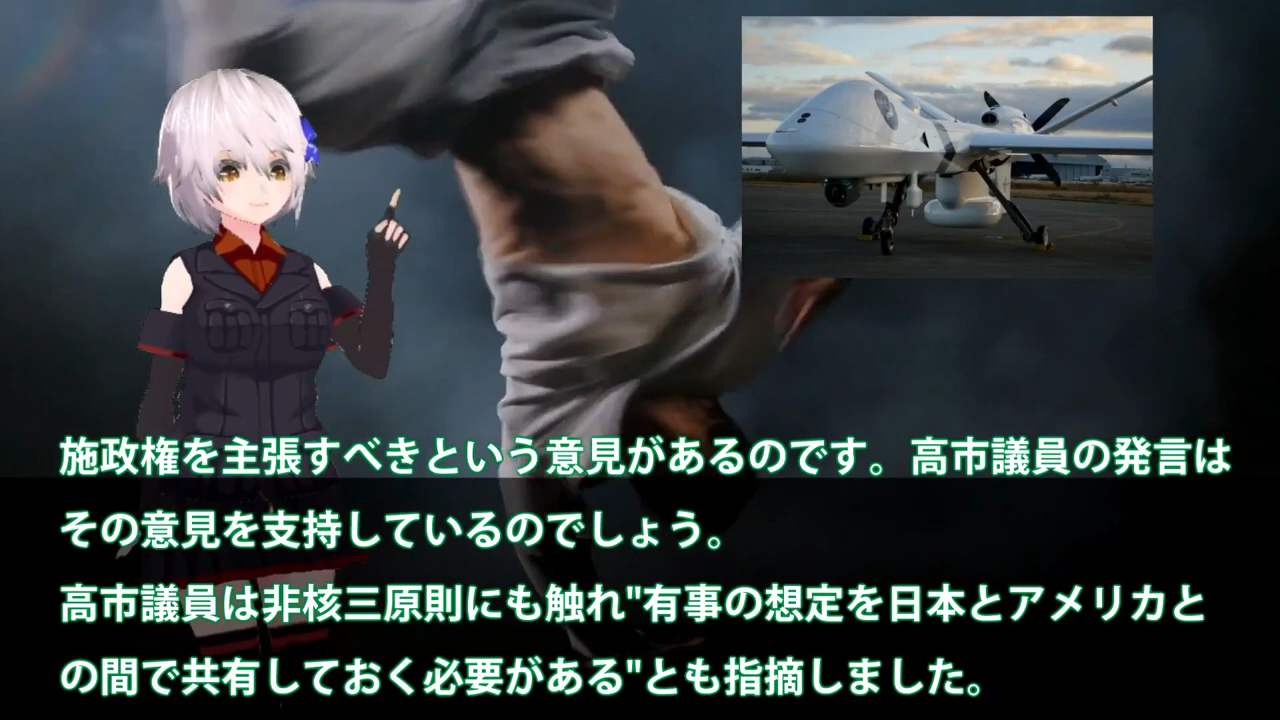 施政権を主張すべきという意見があるのです。高市議員の発言は
その意見を支持しているのでしょう。
高市議員は非核三原則にも触れ"有事の想定を日本とアメリカと
の間で共有しておく必要がある"とも指摘しました。